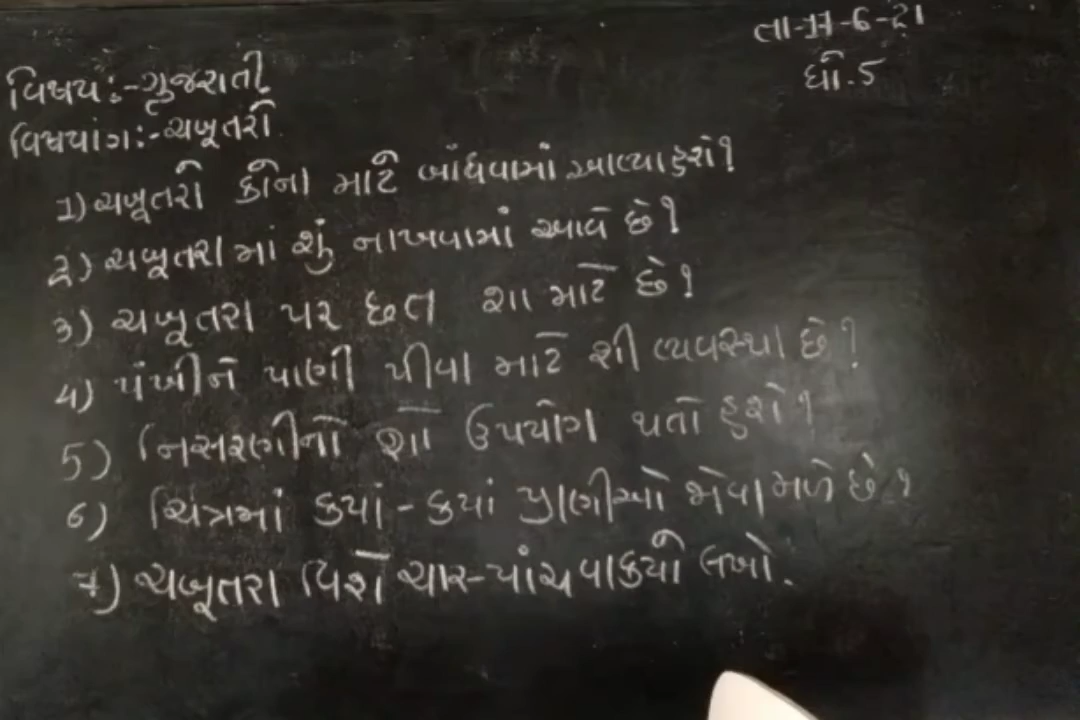 તા-17-6-21
ધો.5
વિષય:-ગુજરાતી
વિષયાંગ:-ચબૂતરો
1) ચબૂતરો કોના માટે બાંધવામાં આવ્યા હશે?
2) ચબૂતરામાં શું નાખવામાં આવે છે?
3) ચબૂતરા પર છત શા માટે છે?
4) પંખીને પાણી પીવા માટે શી વ્યવસ્થા છે?
5) નિસરણીનો શો ઉપયોગ થતો હશે?
6) ચિત્રમાં કયાં-કયાં પ્રાણીઓ જોવા મળે છે?
7) ચબૂતરા વિશે ચાર-પાંચ વાકયો લખો.